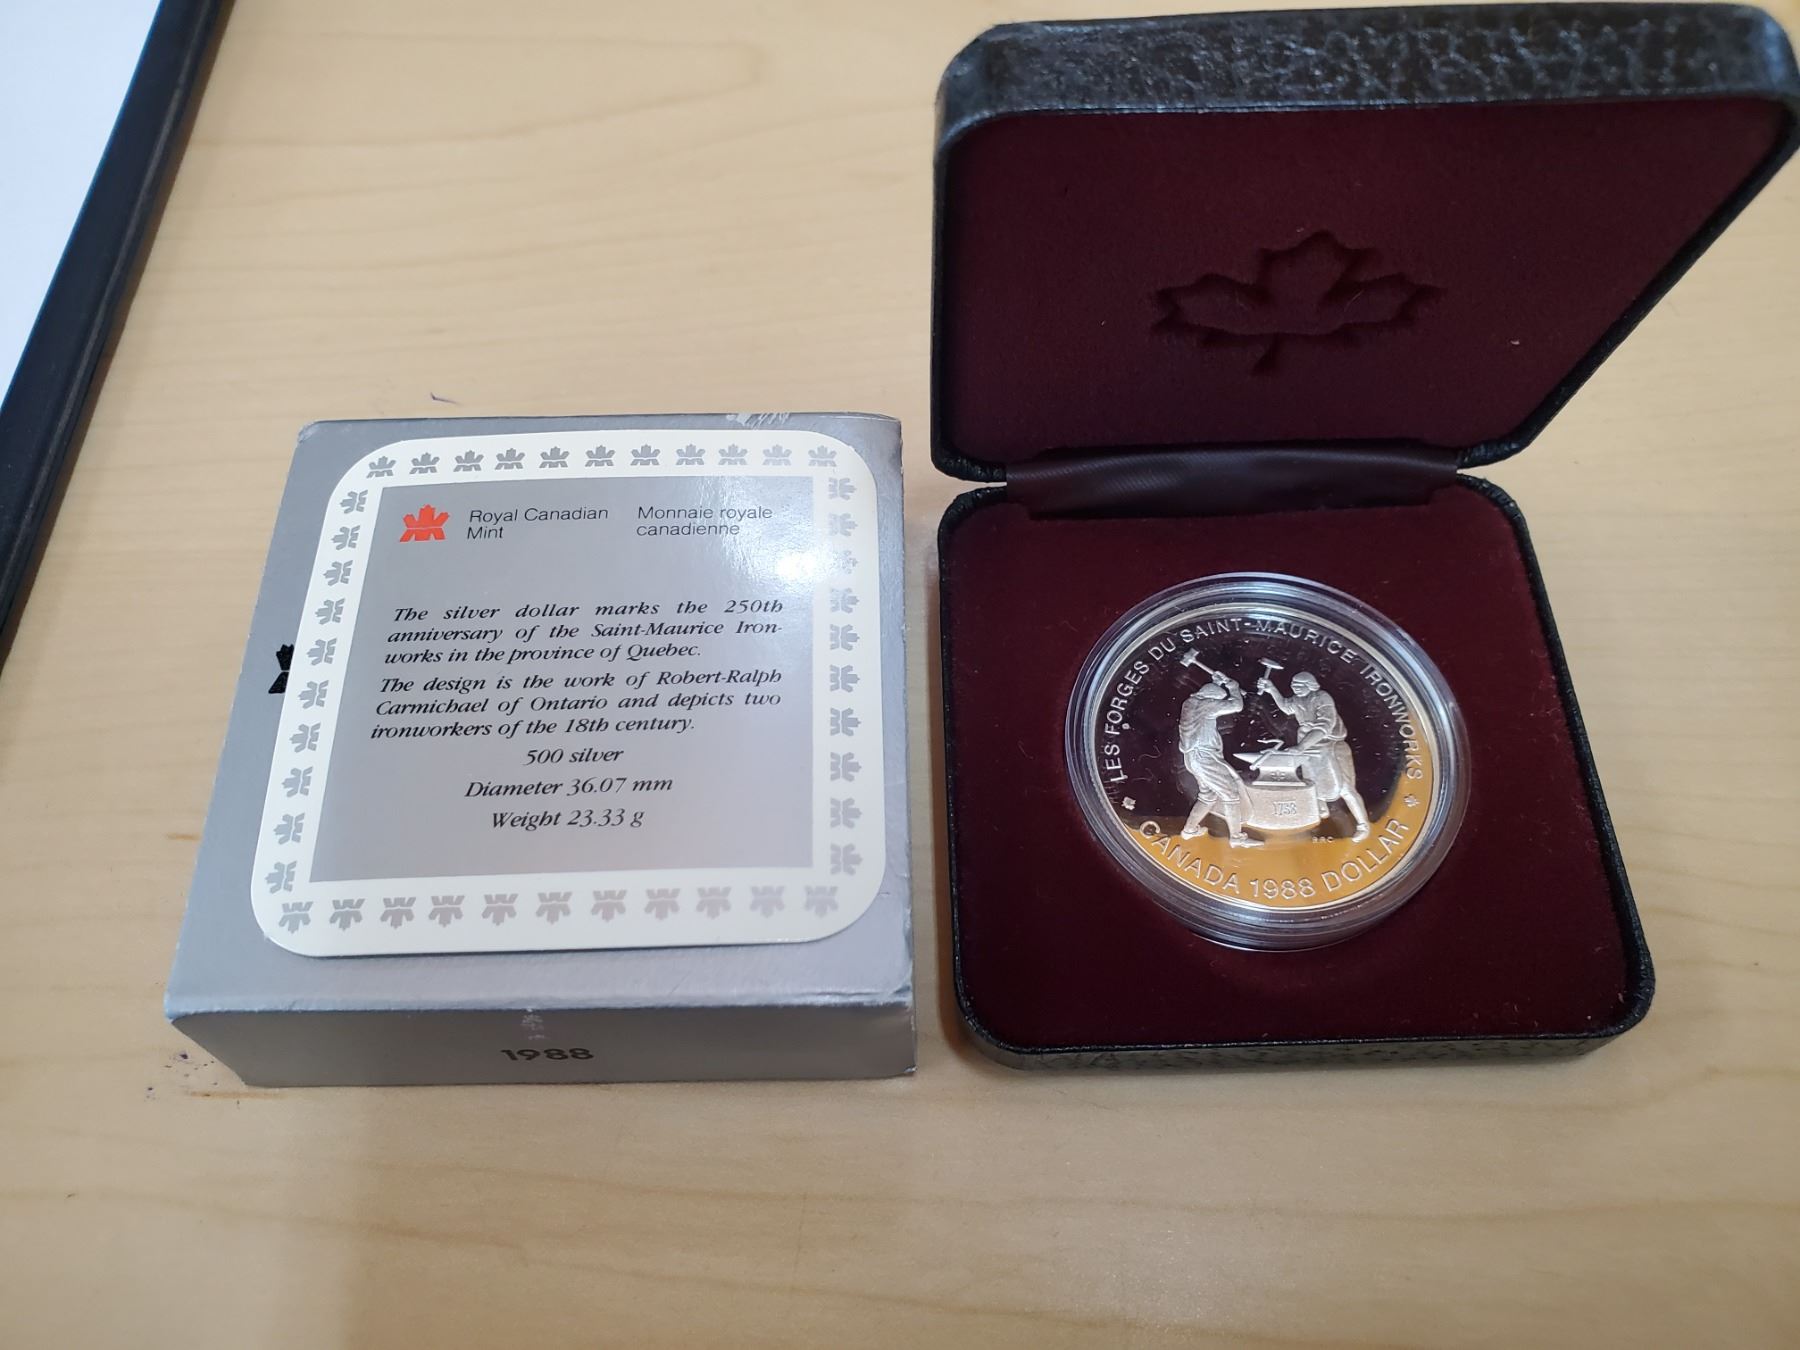 Royal Canadian
Mint
Monnaie royale
canadienne
The silver dollar marks the 250th
anniversary of the Saint-Maurice Iron-
works in the province of Quebec.
The design is the work of Robert-Ralph
Carmichael of Ontario and depicts two
ironworkers of the 18th century.
500 silver
Diameter 36.07 mm
Weight 23.33 g
1988
LES FORGES DU SAINT-MAURICE IRONWORKS
1738
R.R.C.
CANADA 1988 DOLLAR